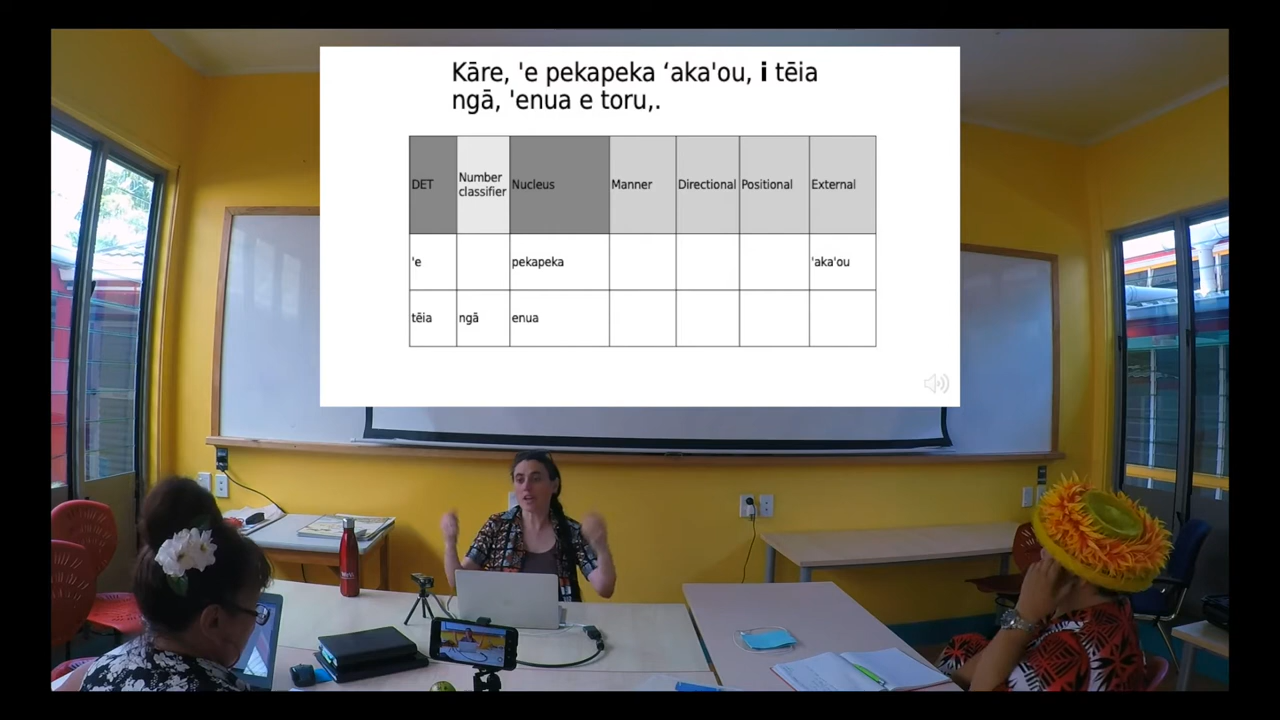 Kāre, 'e pekapeka ‘aka'ou, i tēia
ngā, 'enua e toru,.
DET Number classifier Nucleus Manner Directional Positional External
'e pekapeka 'aka'ou
tēia ngā enua